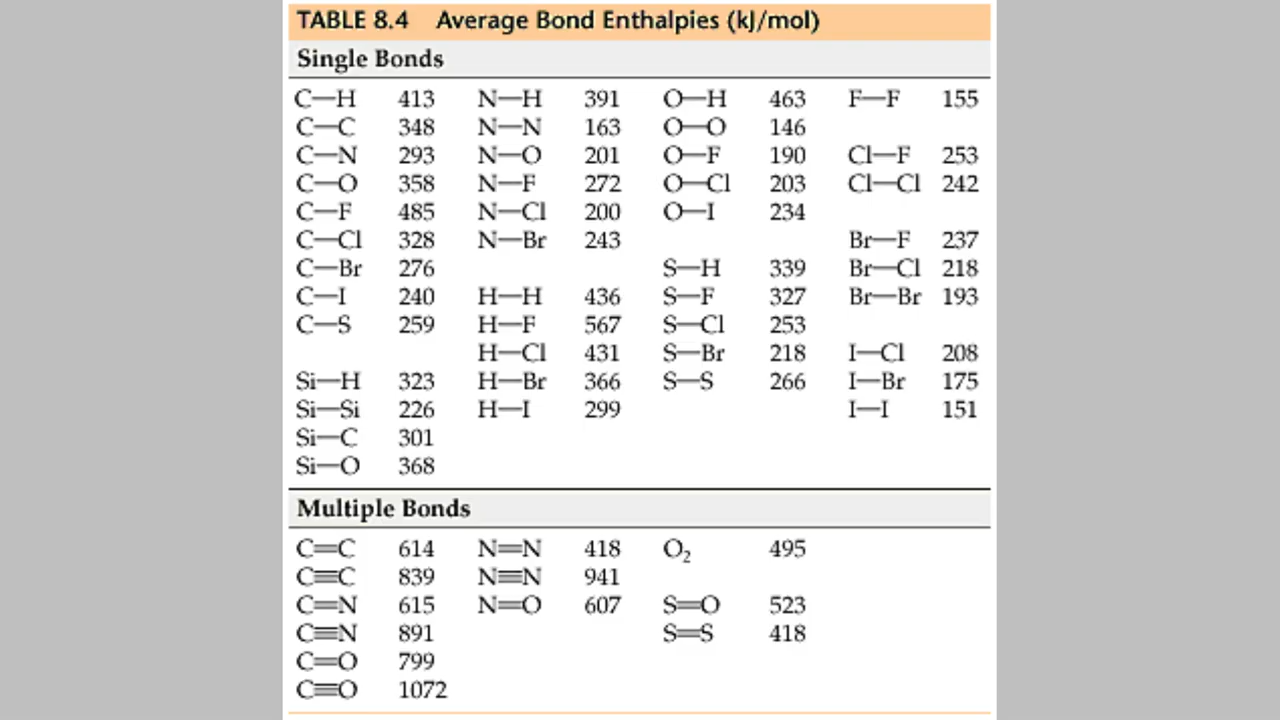 TABLE 8.4 Average Bond Enthalpies (kJ/mol)
Single Bonds
C—H 413 N—H 391 O—H 463 F—F 155
C—C 348 N—N 163 O—O 146
C—N 293 N—O 201 O—F 190 Cl—F 253
C—O 358 N—F 272 O—Cl 203 Cl—Cl 242
C—F 485 N—Cl 200 O—I 234
C—Cl 328 N—Br 243 Br—F 237
C—Br 276 S—H 339 Br—Cl 218
C—I 240 H—H 436 S—F 327 Br—Br 193
C—S 259 H—F 567 S—Cl 253
H—Cl 431 S—Br 218 I—Cl 208
Si—H 323 H—Br 366 S—S 266 I—Br 175
Si—Si 226 H—I 299 I—I 151
Si—C 301
Si—O 368
Multiple Bonds
C=C 614 N=N 418 O₂ 495
C≡C 839 N≡N 941
C=N 615 N=O 607 S=O 523
C≡N 891 S=S 418
C=O 799
C≡O 1072